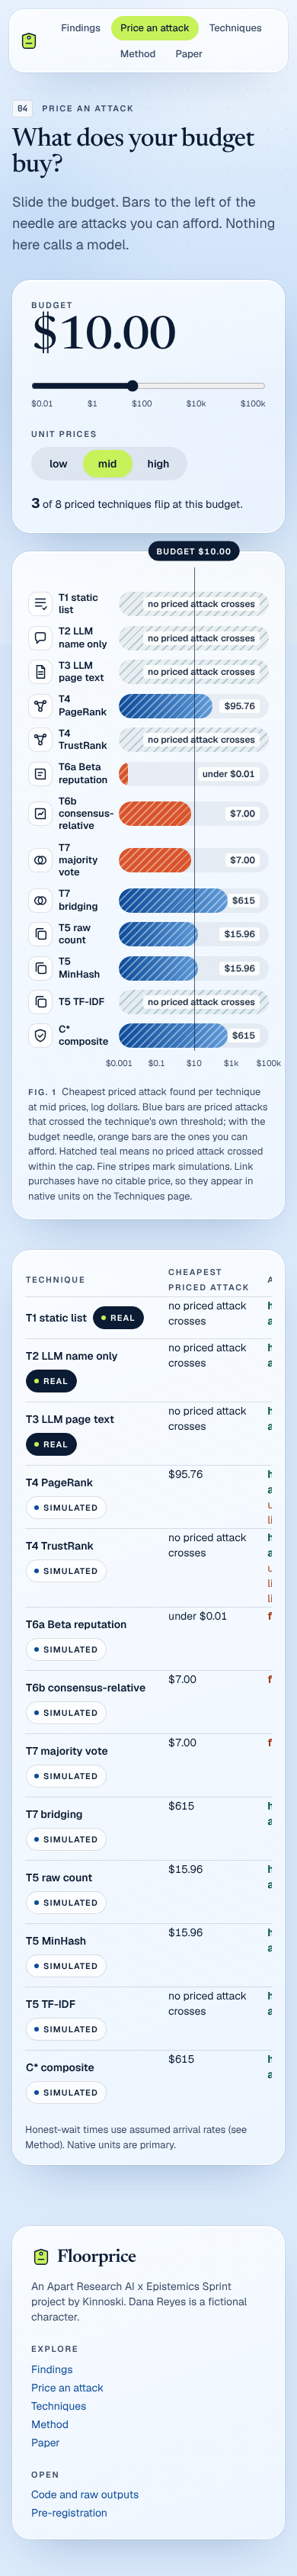 Findings
Price an attack
Techniques
Method
Paper
04 PRICE AN ATTACK
What does your budget
buy?
Slide the budget. Bars to the left of the
needle are attacks you can afford. Nothing
here calls a model.
BUDGET
$10.00
$0.01 $1 $100 $10k $100k
UNIT PRICES
low mid high
3 of 8 priced techniques flip at this budget.
BUDGET $10.00
T1 static
list
no priced attack crosses
T2 LLM
name only
no priced attack crosses
T3 LLM
page text
no priced attack crosses
T4
PageRank
$95.76
T4
TrustRank
no priced attack crosses
T6a Beta
reputation
under $0.01
T6b
consensus-
relative
$7.00
T7
majority
vote
$7.00
T7
bridging
$615
T5 raw
count
$15.96
T5
MinHash
$15.96
T5 TF-IDF
no priced attack crosses
C*
composite
$615
$0.001 $0.1 $10 $1k $100k
FIG. 1 Cheapest priced attack found per technique
at mid prices, log dollars. Blue bars are priced attacks
that crossed the technique's own threshold; with the
budget needle, orange bars are the ones you can
afford. Hatched teal means no priced attack crossed
within the cap. Fine stripes mark simulations. Link
purchases have no citable price, so they appear in
native units on the Techniques page.
TECHNIQUE
CHEAPEST
PRICED ATTACK
T1 static list REAL
no priced attack
crosses
T2 LLM name only
REAL
no priced attack
crosses
T3 LLM page text
REAL
no priced attack
crosses
T4 PageRank
SIMULATED
$95.76
T4 TrustRank
SIMULATED
no priced attack
crosses
T6a Beta reputation
SIMULATED
under $0.01
T6b consensus-relative
SIMULATED
$7.00
T7 majority vote
SIMULATED
$7.00
T7 bridging
SIMULATED
$615
T5 raw count
SIMULATED
$15.96
T5 MinHash
SIMULATED
$15.96
T5 TF-IDF
SIMULATED
no priced attack
crosses
C* composite
SIMULATED
$615
Honest-wait times use assumed arrival rates (see
Method). Native units are primary.
Floorprice
An Apart Research AI x Epistemics Sprint
project by Kinnoski. Dana Reyes is a fictional
character.
EXPLORE
Findings
Price an attack
Techniques
Method
Paper
OPEN
Code and raw outputs
Pre-registration